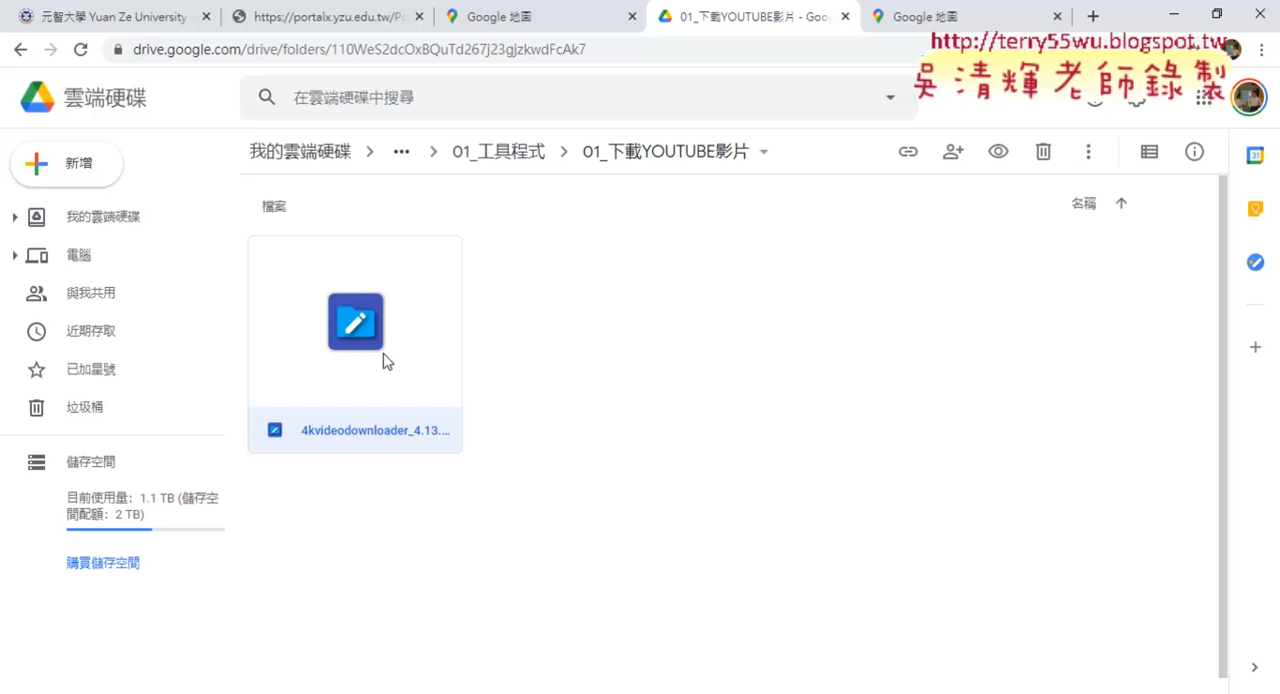 元智大學 Yuan Ze University
https://portalx.yzu.edu.tw/Po
Google 地圖
01_下載YOUTUBE影片 - Goo
Google 地圖
drive.google.com/drive/folders/110WeS2dcOxBQuTd267j23gjzkwdFcAk7
http://terry55wu.blogspot.tw
吳清輝老師錄製
雲端硬碟
在雲端硬碟中搜尋
新增
我的雲端硬碟
01_工具程式
01_下載YOUTUBE影片
檔案
名稱
我的雲端硬碟
電腦
與我共用
近期存取
已加星號
垃圾桶
4kvideodownloader_4.13....
儲存空間
目前使用量: 1.1 TB (儲存空
間配額: 2 TB)
購買儲存空間
31